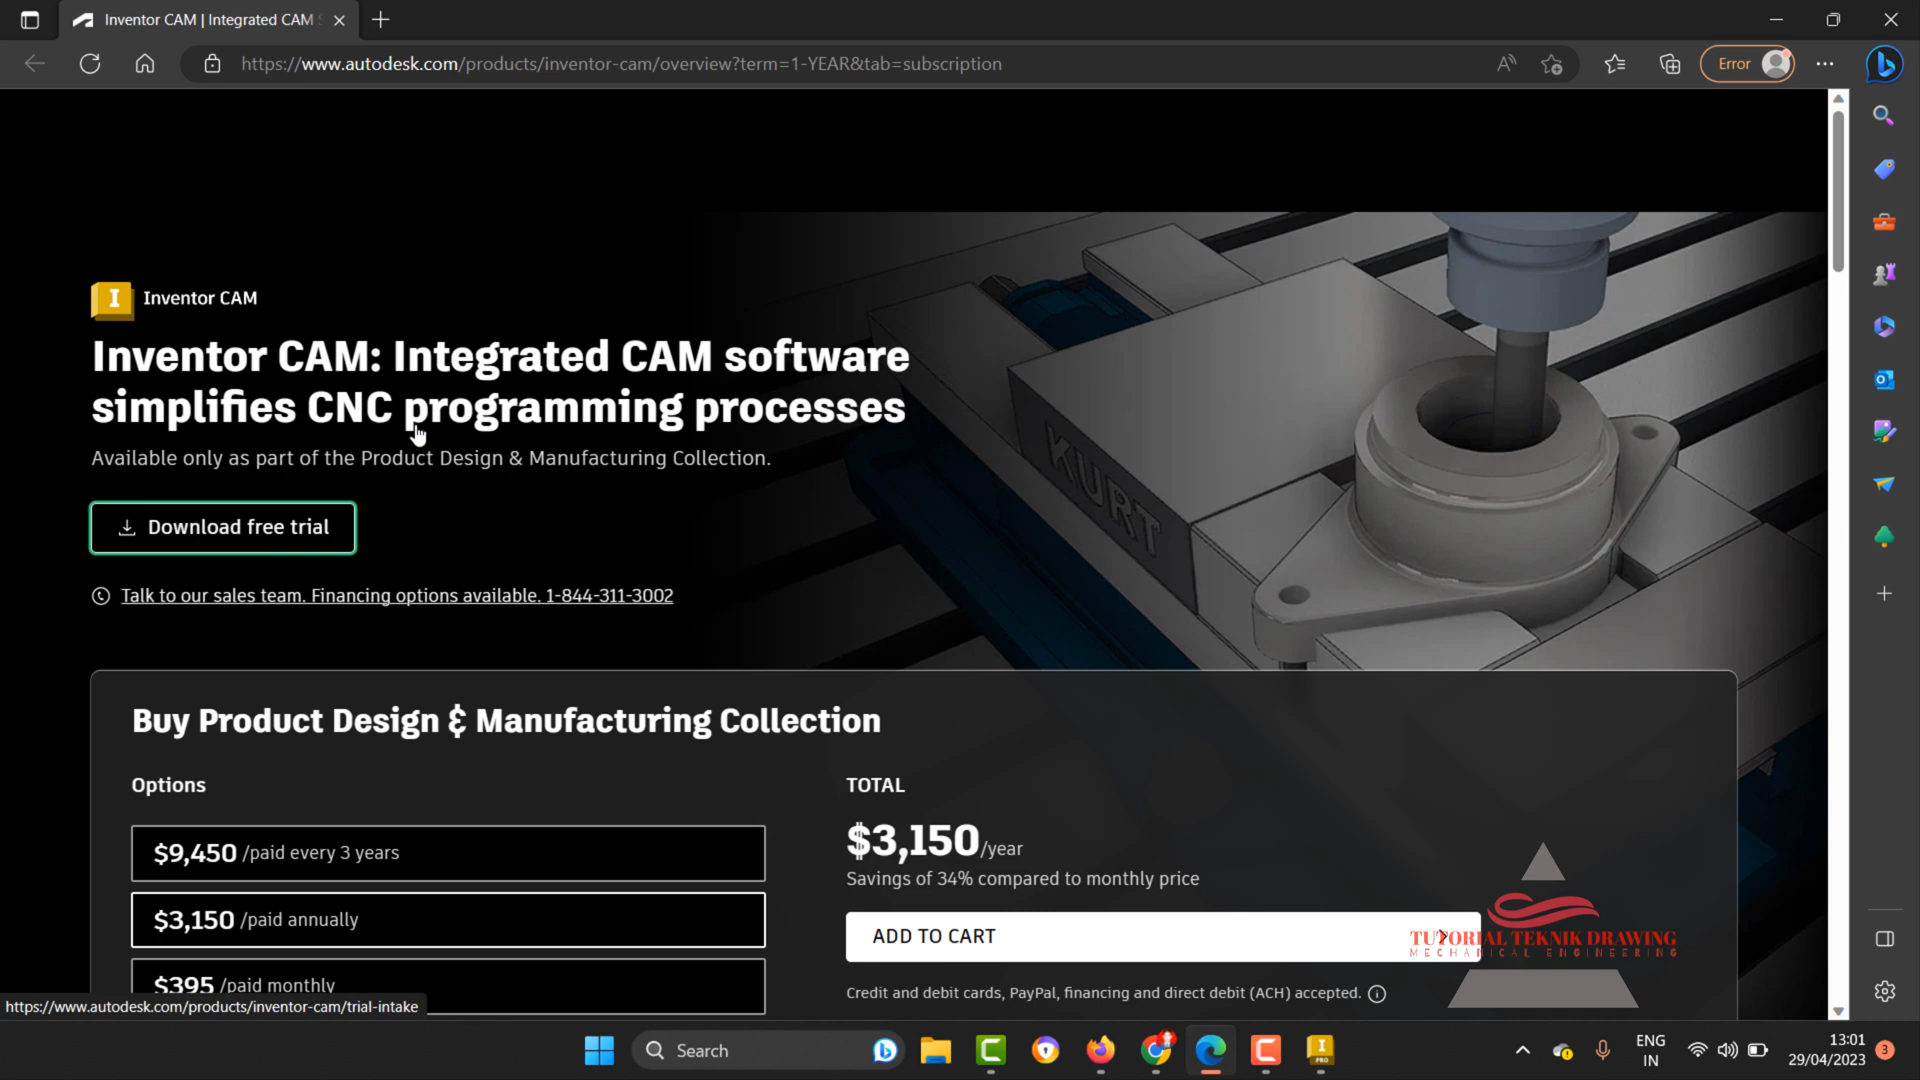 Inventor CAM | Integrated CAM S
https://www.autodesk.com/products/inventor-cam/overview?term=1-YEAR&tab=subscription
Error
I Inventor CAM
Inventor CAM: Integrated CAM software
simplifies CNC programming processes
Available only as part of the Product Design & Manufacturing Collection.
Download free trial
Talk to our sales team. Financing options available. 1-844-311-3002
KURT
Buy Product Design & Manufacturing Collection
Options
$9,450 /paid every 3 years
$3,150 /paid annually
$395 /paid monthly
TOTAL
$3,150/year
Savings of 34% compared to monthly price
ADD TO CART
Credit and debit cards, PayPal, financing and direct debit (ACH) accepted.
TUTORIAL TEKNIK DRAWING
MECHANICAL ENGINEERING
https://www.autodesk.com/products/inventor-cam/trial-intake
Search
I PRO
ENG
IN
13:01
29/04/2023
3